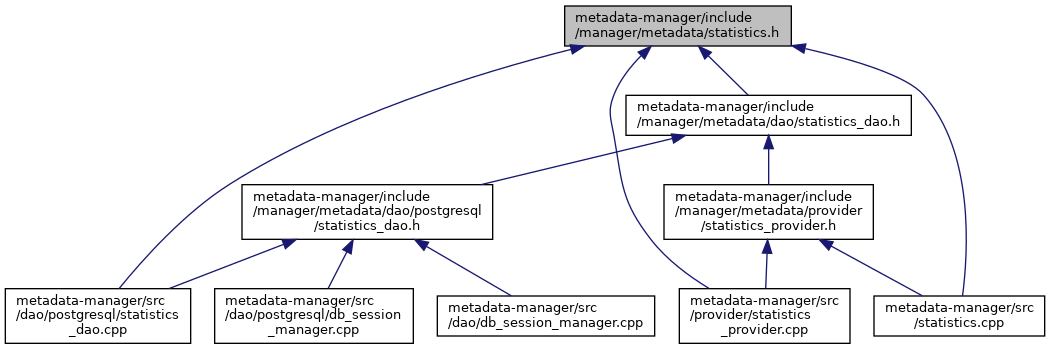 metadata-manager/include
/manager/metadata/statistics.h
metadata-manager/include
/manager/metadata/dao/statistics_dao.h
metadata-manager/include
/manager/metadata/dao/postgresql
/statistics_dao.h
metadata-manager/include
/manager/metadata/provider
/statistics_provider.h
metadata-manager/src
/dao/postgresql/statistics
_dao.cpp
metadata-manager/src
/dao/postgresql/db_session
_manager.cpp
metadata-manager/src
/dao/db_session_manager.cpp
metadata-manager/src
/provider/statistics
_provider.cpp
metadata-manager/src
/statistics.cpp